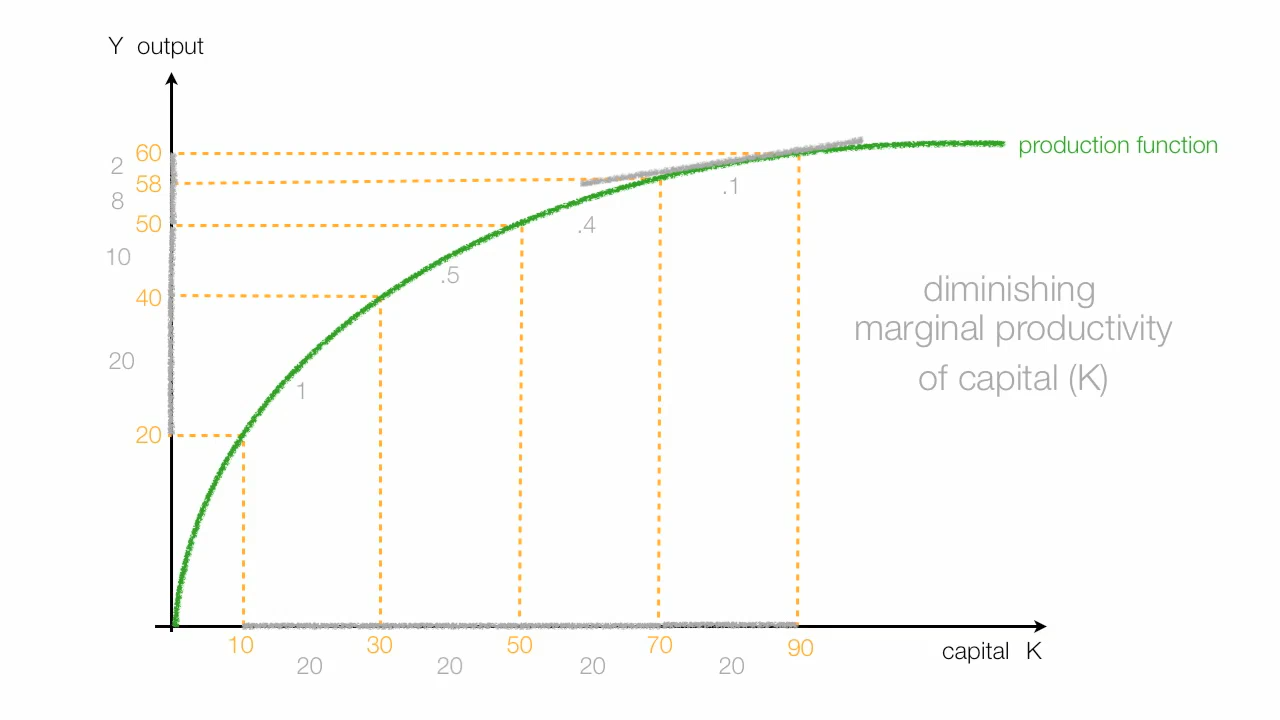 Y output
60
production function
2
58
8
.1
50
.4
10
.5
diminishing
marginal productivity
of capital (K)
40
20
1
20
10 30 50 70 90
capital K
20 20 20 20